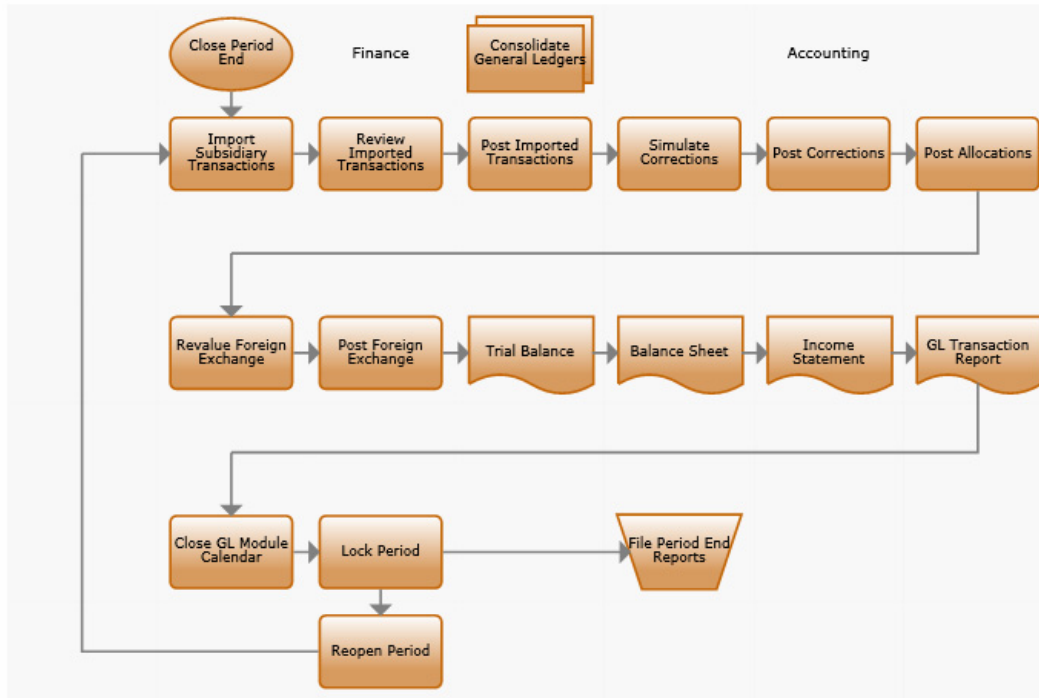 Close Period
End
Finance
Consolidate
General Ledgers
Accounting
Import
Subsidiary
Transactions
Review
Imported
Transactions
Post Imported
Transactions
Simulate
Corrections
Post Corrections
Post Allocations
Revalue Foreign
Exchange
Post Foreign
Exchange
Trial Balance
Balance Sheet
Income
Statement
GL Transaction
Report
Close GL Module
Calendar
Lock Period
File Period End
Reports
Reopen Period